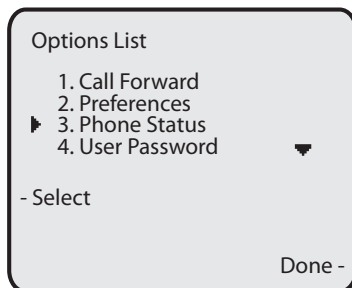 Options List
1. Call Forward
2. Preferences
3. Phone Status
4. User Password
- Select
Done -